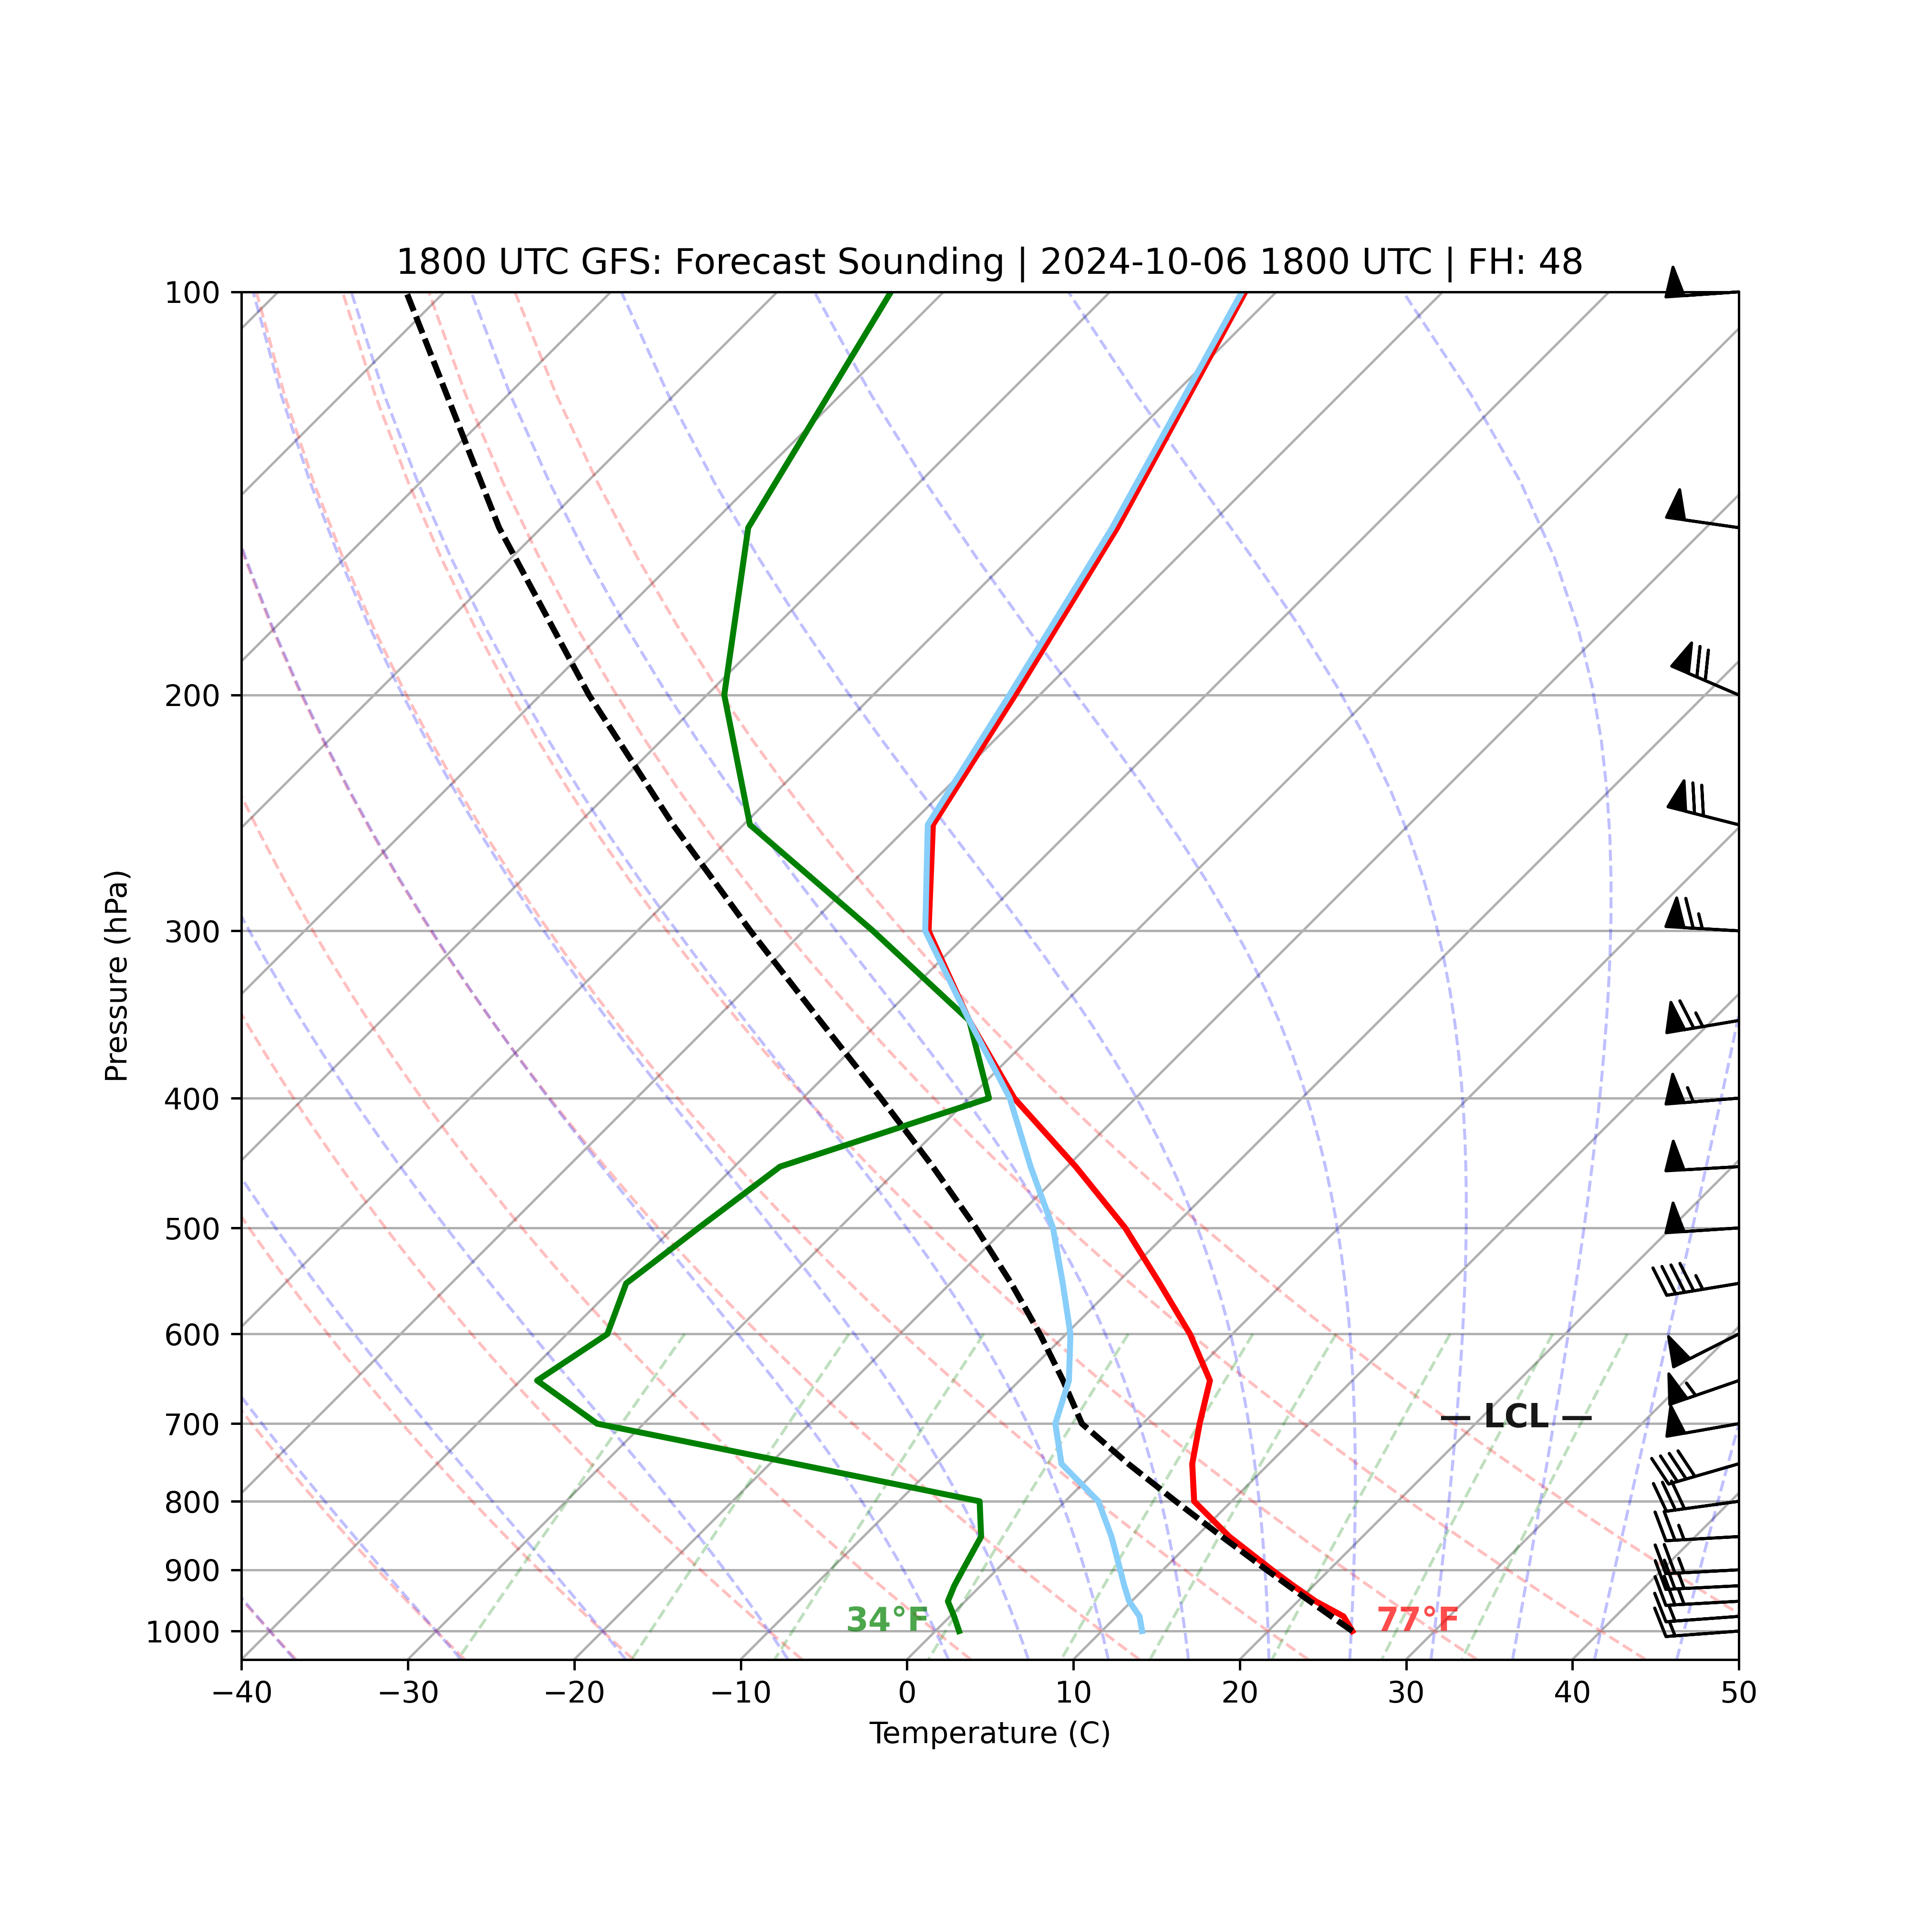 1800 UTC GFS: Forecast Sounding | 2024-10-06 1800 UTC | FH: 48
100
200
300
400
500
600
700
800
900
1000
Pressure (hPa)
— LCL —
34°F
77°F
−40 −30 −20 −10 0 10 20 30 40 50
Temperature (C)